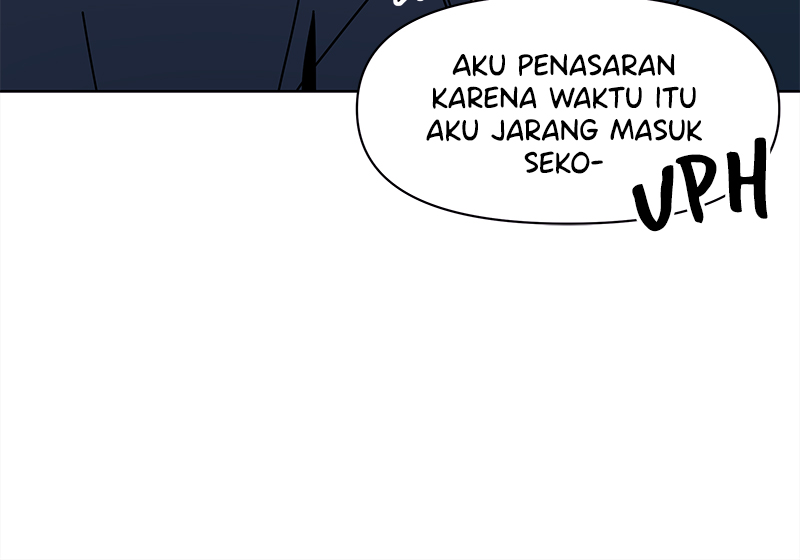 AKU PENASARAN
KARENA WAKTU ITU
AKU JARANG MASUK
SEKO-
UPH